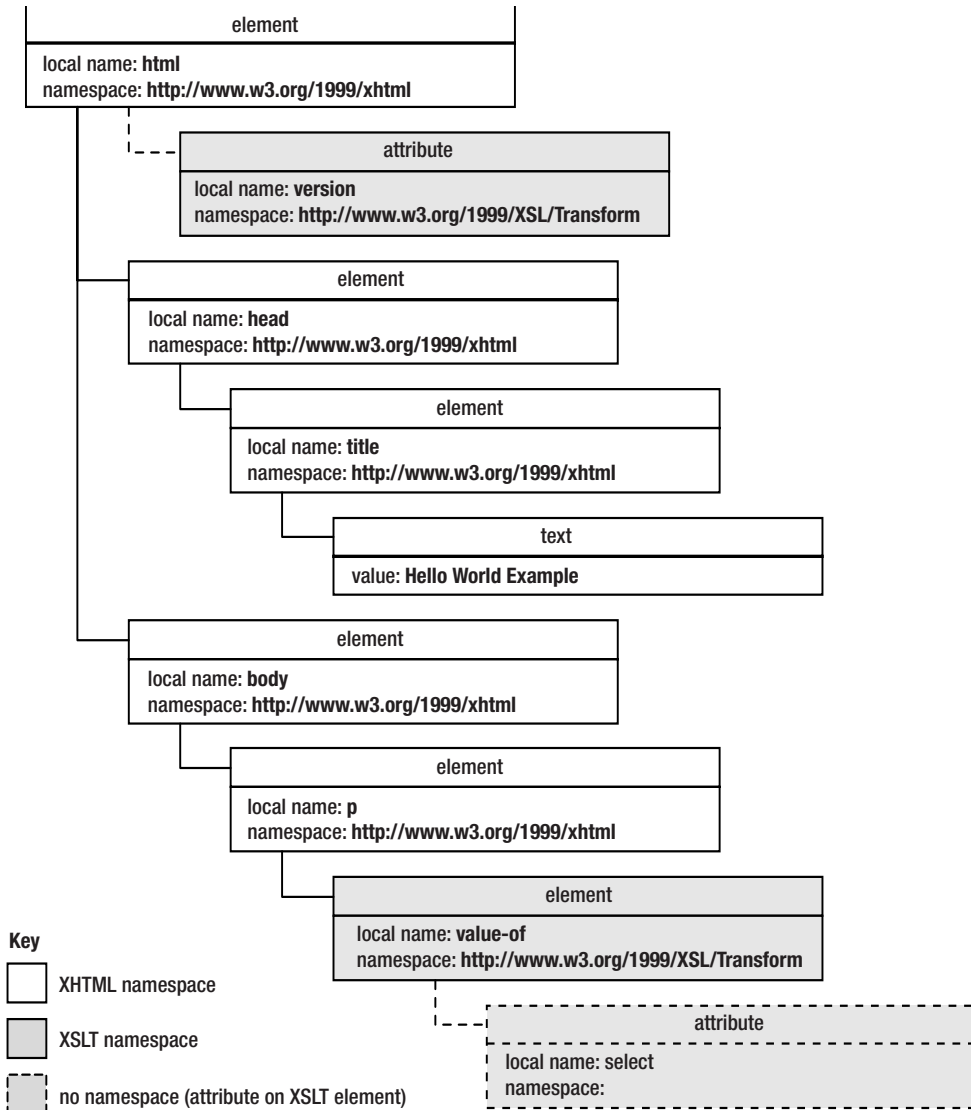 element
local name: html
namespace: http://www.w3.org/1999/xhtml
attribute
local name: version
namespace: http://www.w3.org/1999/XSL/Transform
element
local name: head
namespace: http://www.w3.org/1999/xhtml
element
local name: title
namespace: http://www.w3.org/1999/xhtml
text
value: Hello World Example
element
local name: body
namespace: http://www.w3.org/1999/xhtml
element
local name: p
namespace: http://www.w3.org/1999/xhtml
element
local name: value-of
namespace: http://www.w3.org/1999/XSL/Transform
attribute
local name: select
namespace:
Key
XHTML namespace
XSLT namespace
no namespace (attribute on XSLT element)